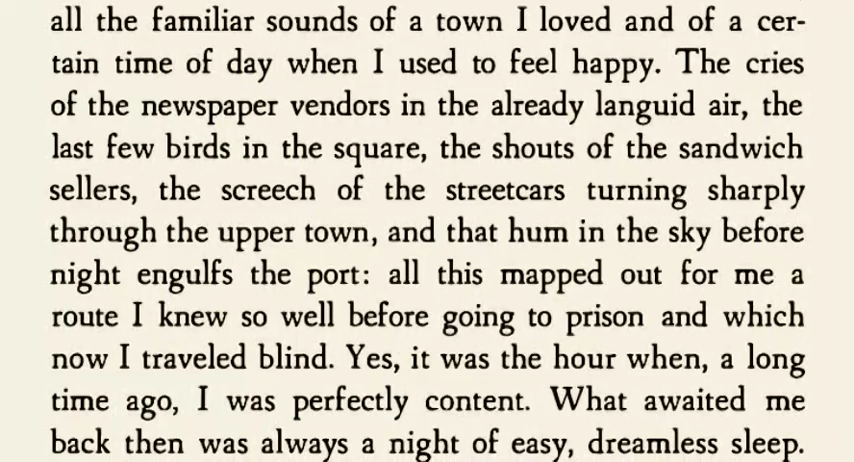 all the familiar sounds of a town I loved and of a cer-
tain time of day when I used to feel happy. The cries
of the newspaper vendors in the already languid air, the
last few birds in the square, the shouts of the sandwich
sellers, the screech of the streetcars turning sharply
through the upper town, and that hum in the sky before
night engulfs the port: all this mapped out for me a
route I knew so well before going to prison and which
now I traveled blind. Yes, it was the hour when, a long
time ago, I was perfectly content. What awaited me
back then was always a night of easy, dreamless sleep.